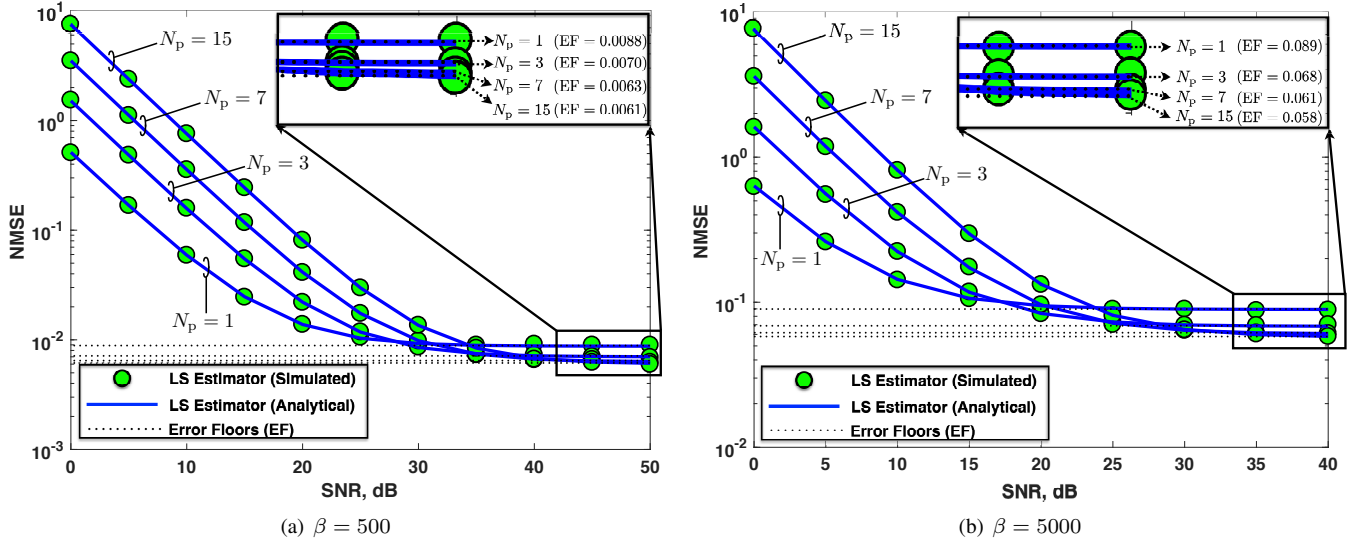 NMSE
10^1
10^0
10^-1
10^-2
10^-3
0
10
20
30
40
50
SNR, dB
N_p = 15
N_p = 7
N_p = 3
N_p = 1
N_p = 1 (EF = 0.0088)
N_p = 3 (EF = 0.0070)
N_p = 7 (EF = 0.0063)
N_p = 15 (EF = 0.0061)
LS Estimator (Simulated)
LS Estimator (Analytical)
Error Floors (EF)
(a) β = 500
NMSE
10^1
10^0
10^-1
10^-2
0
5
10
15
20
25
30
35
40
SNR, dB
N_p = 15
N_p = 7
N_p = 3
N_p = 1
N_p = 1 (EF = 0.089)
N_p = 3 (EF = 0.068)
N_p = 7 (EF = 0.061)
N_p = 15 (EF = 0.058)
LS Estimator (Simulated)
LS Estimator (Analytical)
Error Floors (EF)
(b) β = 5000